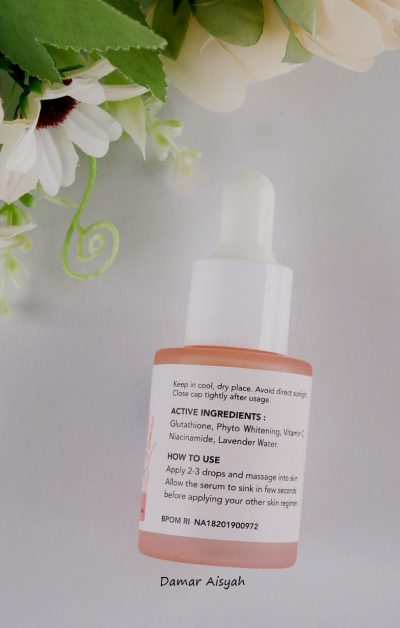 Keep in cool, dry place. Avoid direct sunlight.
Close cap tightly after usage.
ACTIVE INGREDIENTS :
Glutathione, Phyto Whitening, Vitamin C,
Niacinamide, Lavender Water.
HOW TO USE
Apply 2-3 drops and massage into skin.
Allow the serum to sink in few seconds
before applying your other skin regimen
BPOM RI NA18201900972
Damar Aisyah